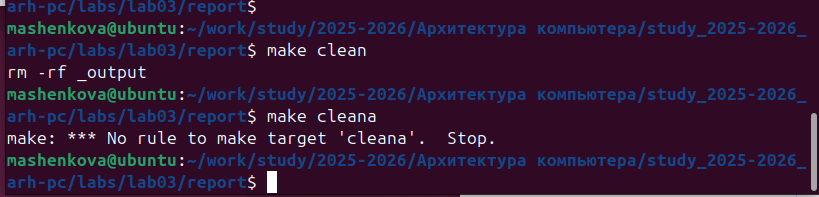 arh-pc/labs/lab03/report$
mashenkova@ubuntu:~/work/study/2025-2026/Архитектура компьютера/study_2025-2026_
arh-pc/labs/lab03/report$ make clean
rm -rf _output
mashenkova@ubuntu:~/work/study/2025-2026/Архитектура компьютера/study_2025-2026_
arh-pc/labs/lab03/report$ make cleana
make: *** No rule to make target 'cleana'.  Stop.
mashenkova@ubuntu:~/work/study/2025-2026/Архитектура компьютера/study_2025-2026_
arh-pc/labs/lab03/report$